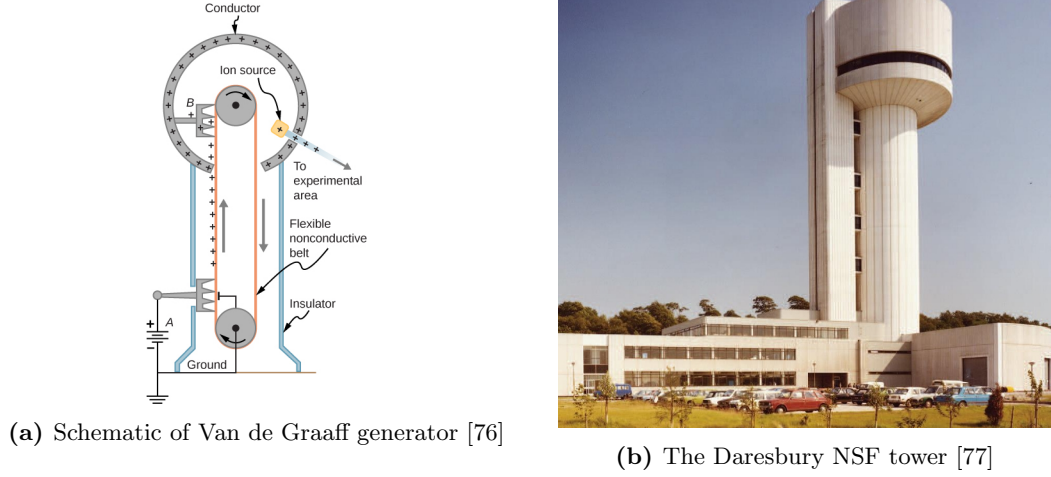 Conductor
Ion source
B
To
experimental
area
Flexible
nonconductive
belt
Insulator
A
Ground
(a) Schematic of Van de Graaff generator [76]
(b) The Daresbury NSF tower [77]